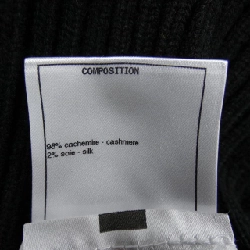 COMPOSITION
98% cachemire - cashmere
2% soie - silk